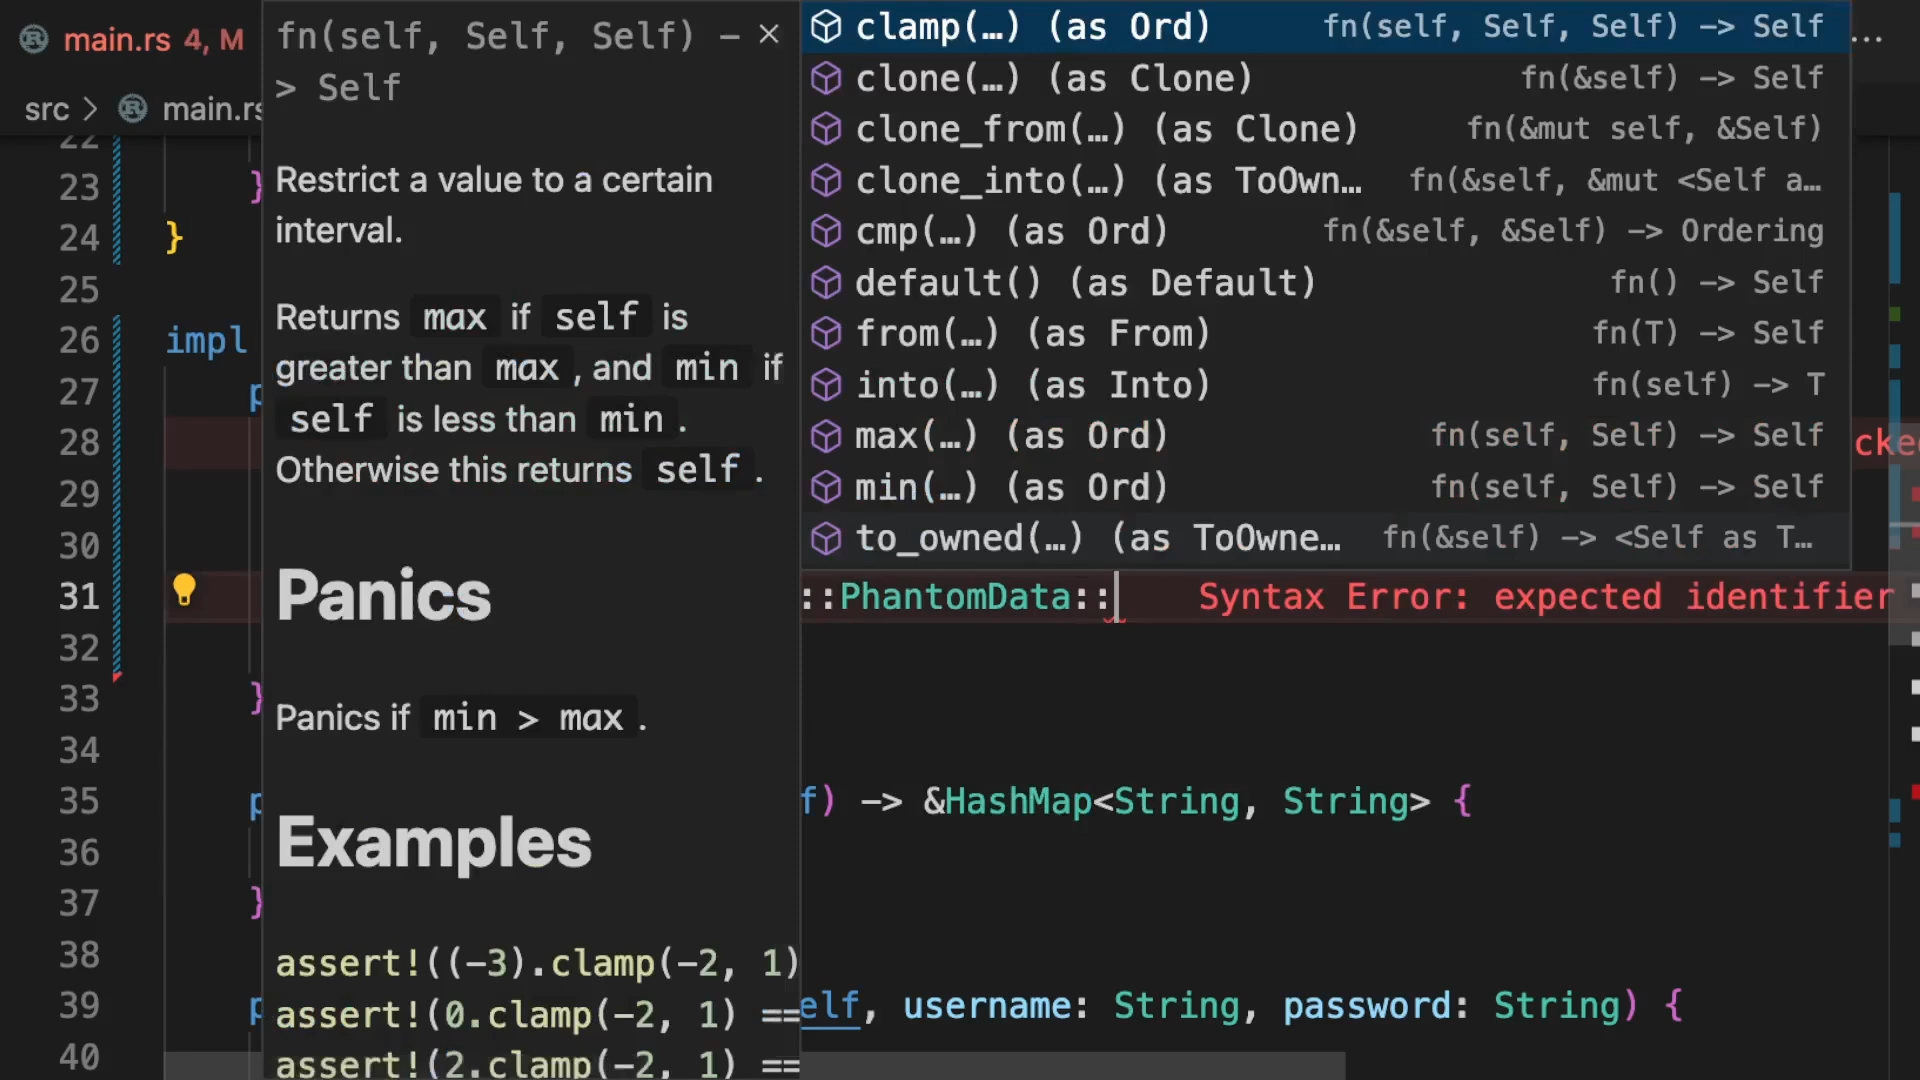 main.rs 4, M
src > main.rs
fn(self, Self, Self) –
> Self
Restrict a value to a certain
interval.
Returns max if self is
greater than max , and min if
self is less than min .
Otherwise this returns self .
Panics
Panics if min > max .
Examples
assert!((-3).clamp(-2, 1)
assert!(0.clamp(-2, 1) ==
assert!(2.clamp(-2, 1) ==
clamp(…) (as Ord) fn(self, Self, Self) -> Self
clone(…) (as Clone) fn(&self) -> Self
clone_from(…) (as Clone) fn(&mut self, &Self)
clone_into(…) (as ToOwn… fn(&self, &mut <Self a…
cmp(…) (as Ord) fn(&self, &Self) -> Ordering
default() (as Default) fn() -> Self
from(…) (as From) fn(T) -> Self
into(…) (as Into) fn(self) -> T
max(…) (as Ord) fn(self, Self) -> Self
min(…) (as Ord) fn(self, Self) -> Self
to_owned(…) (as ToOwne… fn(&self) -> <Self as T…
22
23 }
24 }
25
26 impl
27 p
28 cke
29
30
31 ::PhantomData:: Syntax Error: expected identifier
32
33 }
34
35 p f) -> &HashMap<String, String> {
36
37 }
38
39 p elf, username: String, password: String) {
40